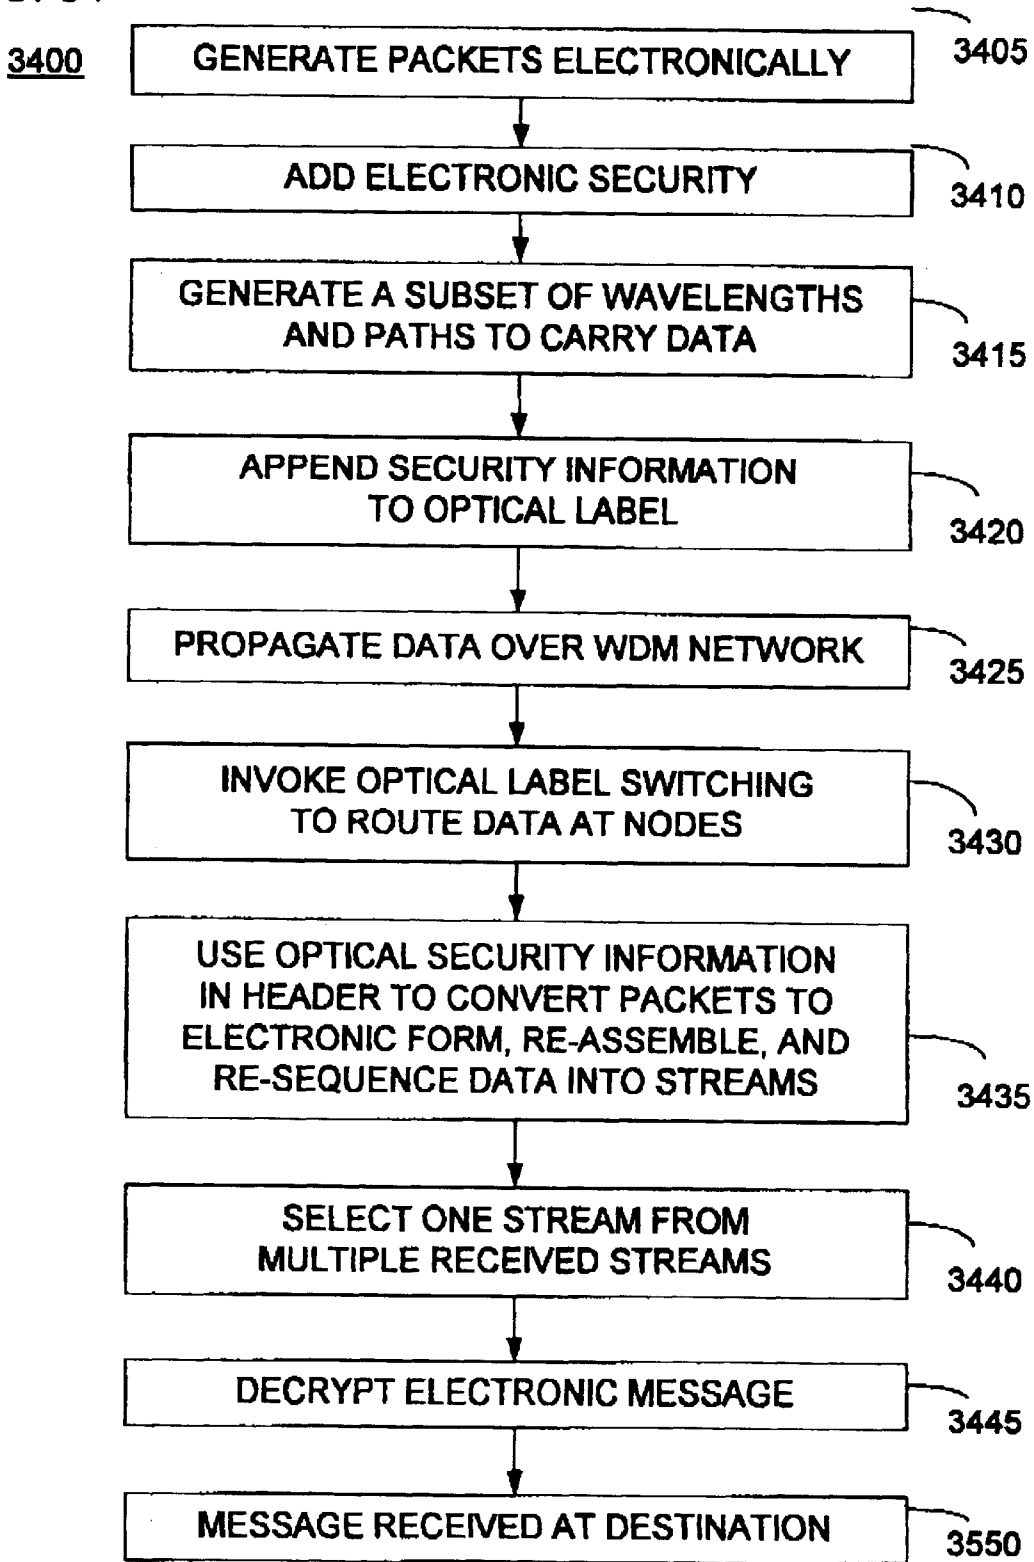 3400
GENERATE PACKETS ELECTRONICALLY
3405
ADD ELECTRONIC SECURITY
3410
GENERATE A SUBSET OF WAVELENGTHS
AND PATHS TO CARRY DATA
3415
APPEND SECURITY INFORMATION
TO OPTICAL LABEL
3420
PROPAGATE DATA OVER WDM NETWORK
3425
INVOKE OPTICAL LABEL SWITCHING
TO ROUTE DATA AT NODES
3430
USE OPTICAL SECURITY INFORMATION
IN HEADER TO CONVERT PACKETS TO
ELECTRONIC FORM, RE-ASSEMBLE, AND
RE-SEQUENCE DATA INTO STREAMS
3435
SELECT ONE STREAM FROM
MULTIPLE RECEIVED STREAMS
3440
DECRYPT ELECTRONIC MESSAGE
3445
MESSAGE RECEIVED AT DESTINATION
3550